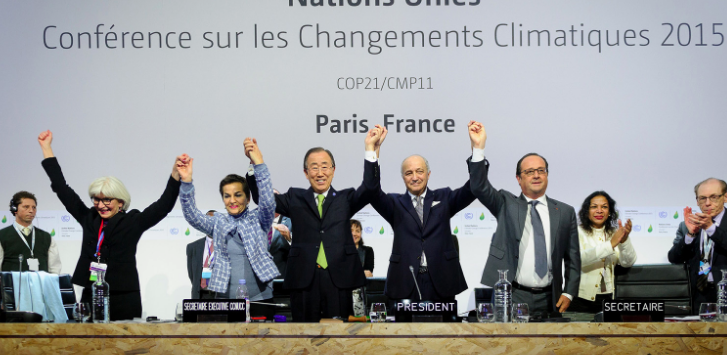 Nations Unies
Conférence sur les Changements Climatiques 2015
COP21/CMP11
Paris, France
PRESIDENT
SECRETAIRE